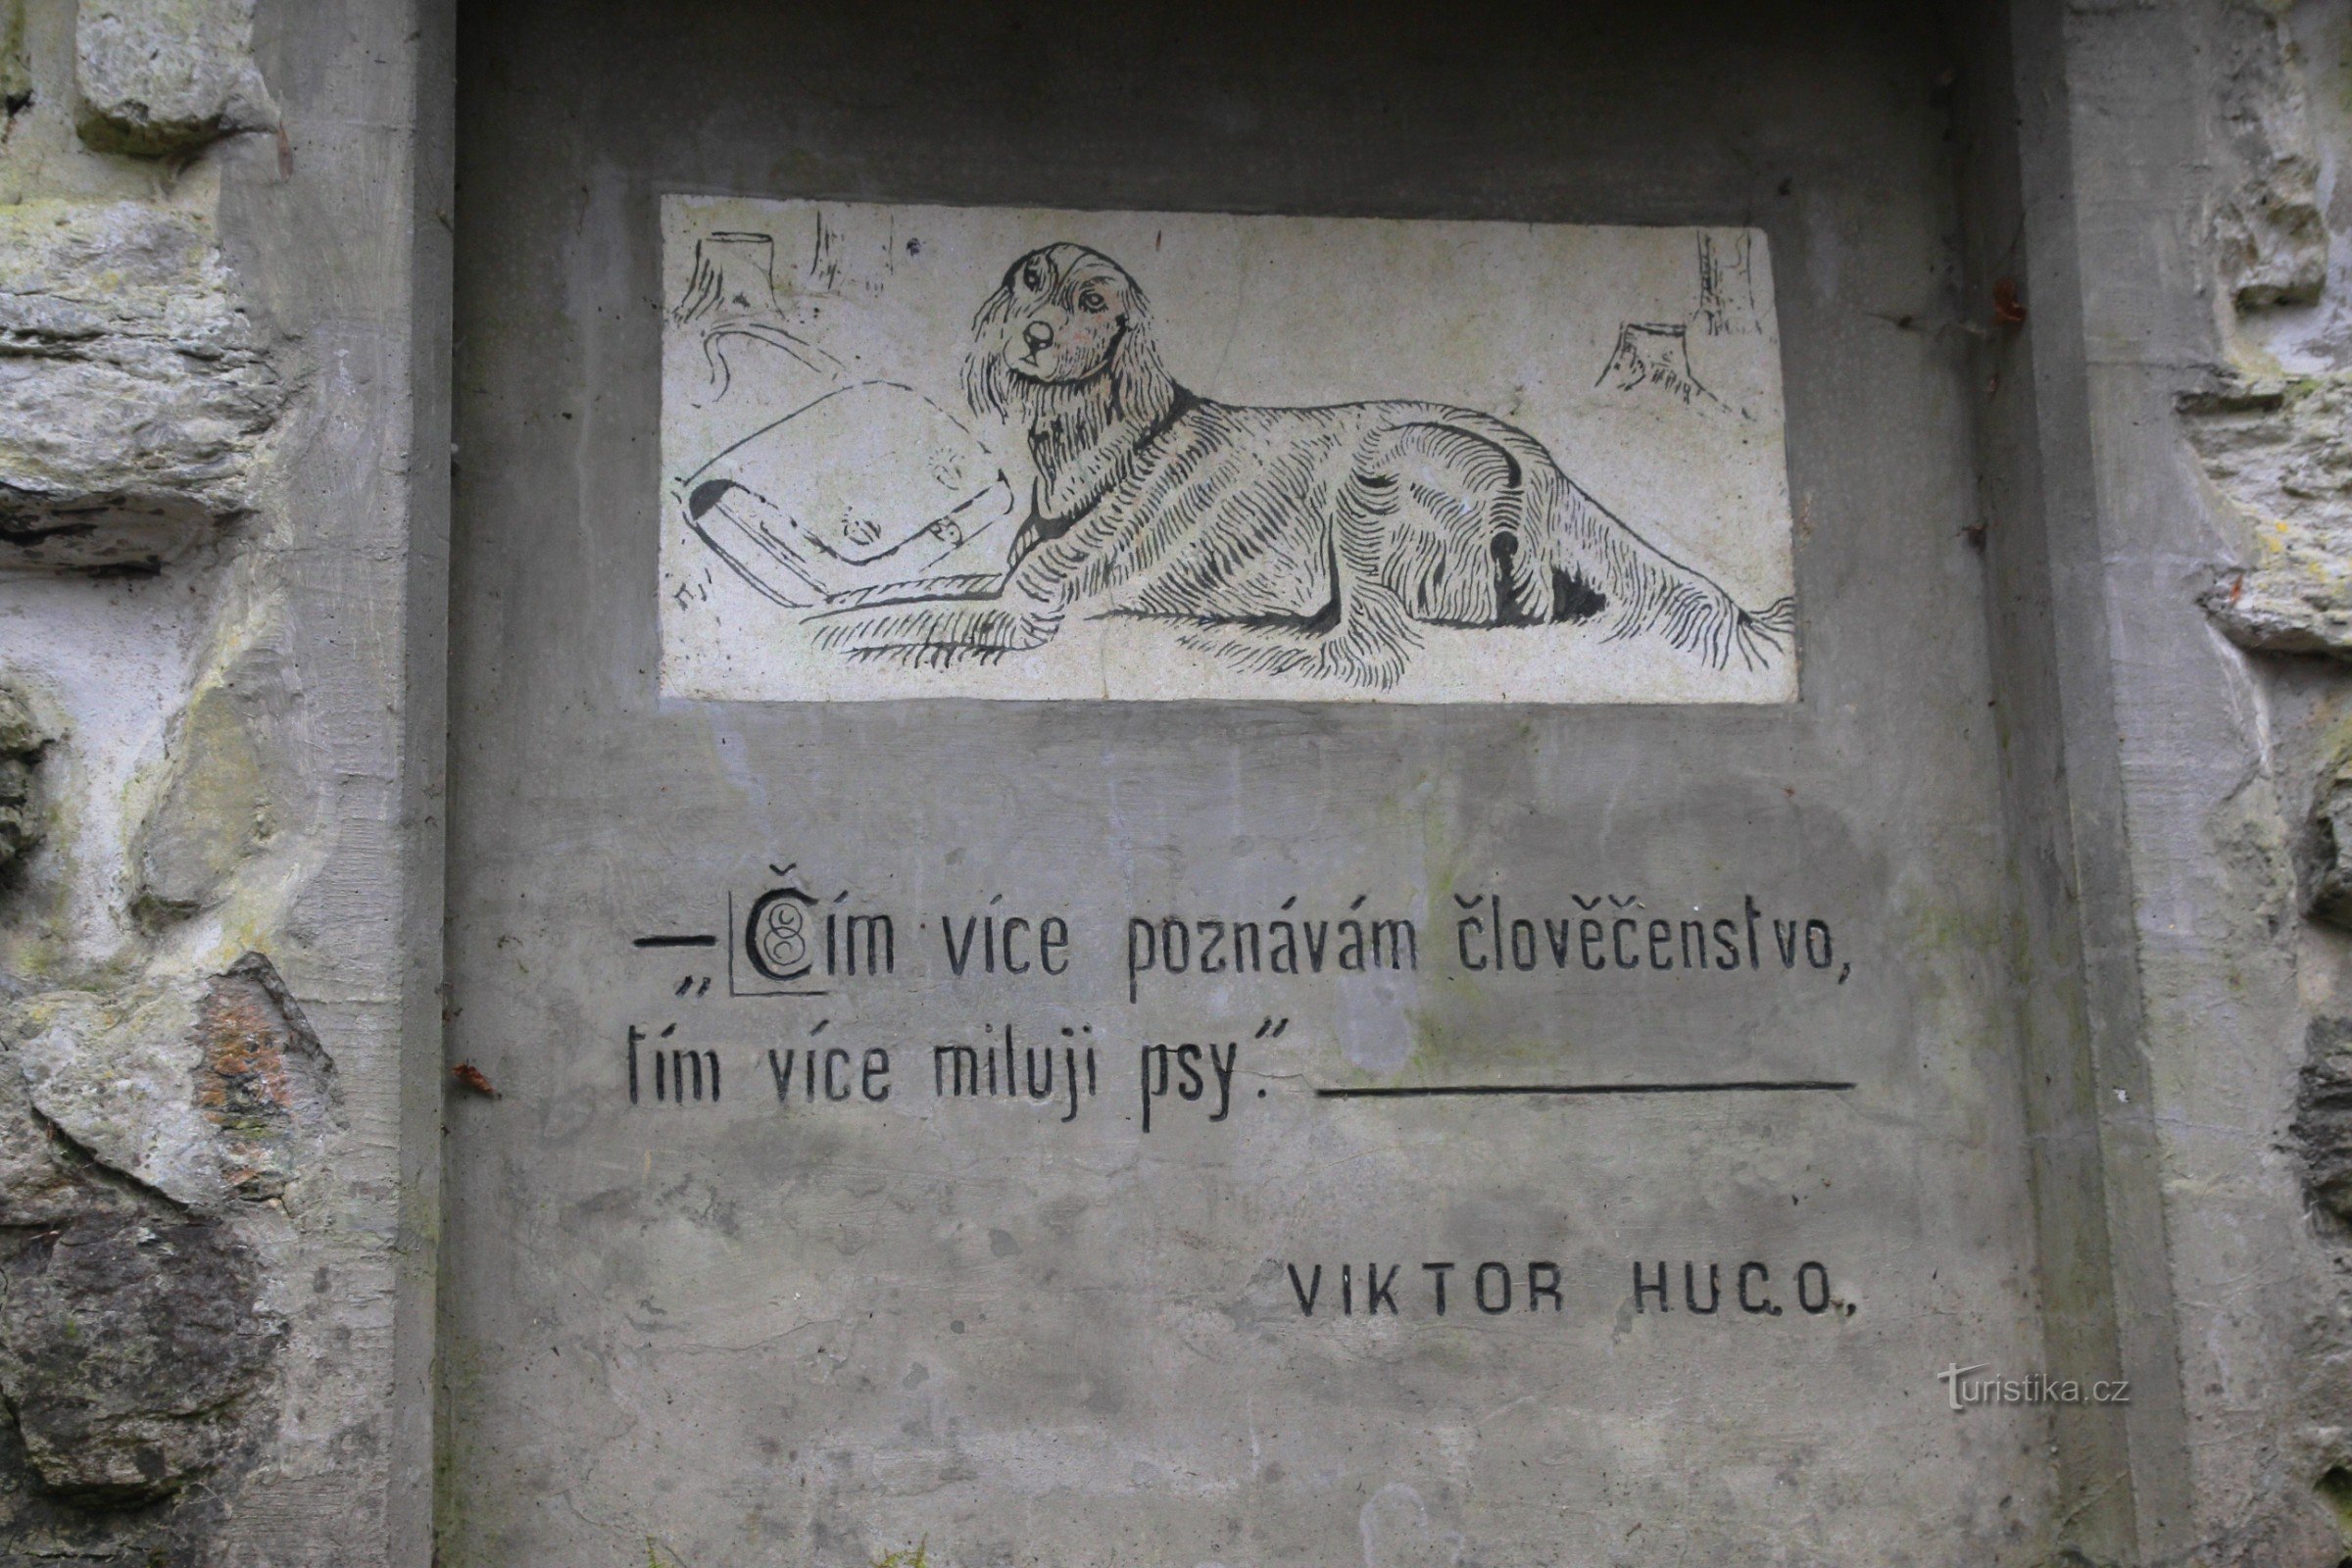 — „Čím více poznávám člověčenstvo,
tím více miluji psy.“ —
VIKTOR HUGO.
Turistika.cz